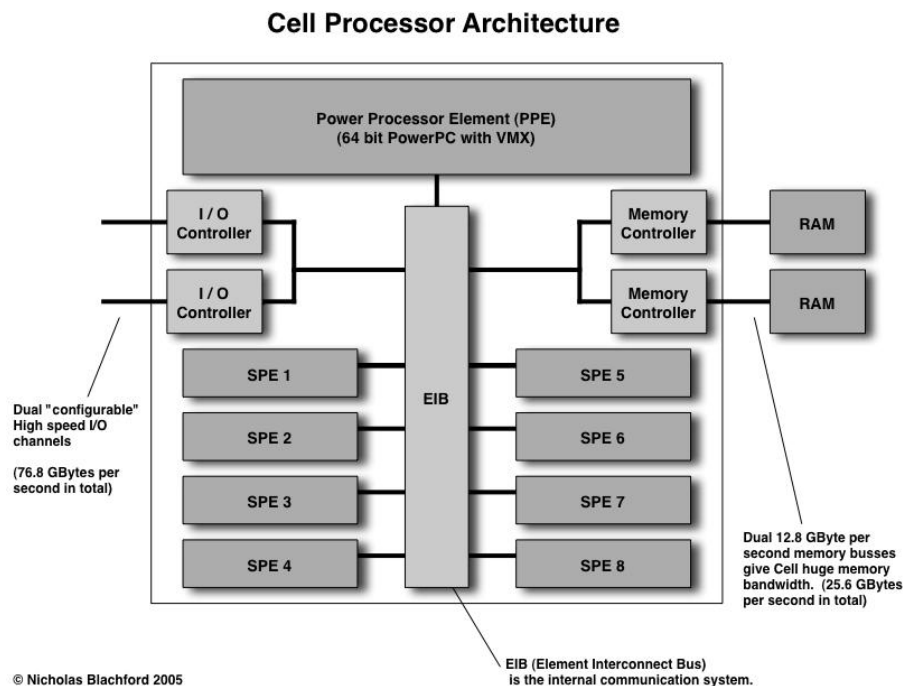 Cell Processor Architecture
Power Processor Element (PPE)
(64 bit PowerPC with VMX)
I / O
Controller
Memory
Controller
RAM
I / O
Controller
Memory
Controller
RAM
EIB
SPE 1
SPE 5
SPE 2
SPE 6
SPE 3
SPE 7
SPE 4
SPE 8
Dual "configurable"
High speed I/O
channels
(76.8 GBytes per
second in total)
Dual 12.8 GByte per
second memory busses
give Cell huge memory
bandwidth. (25.6 GBytes
per second in total)
EIB (Element Interconnect Bus)
is the internal communication system.
© Nicholas Blachford 2005